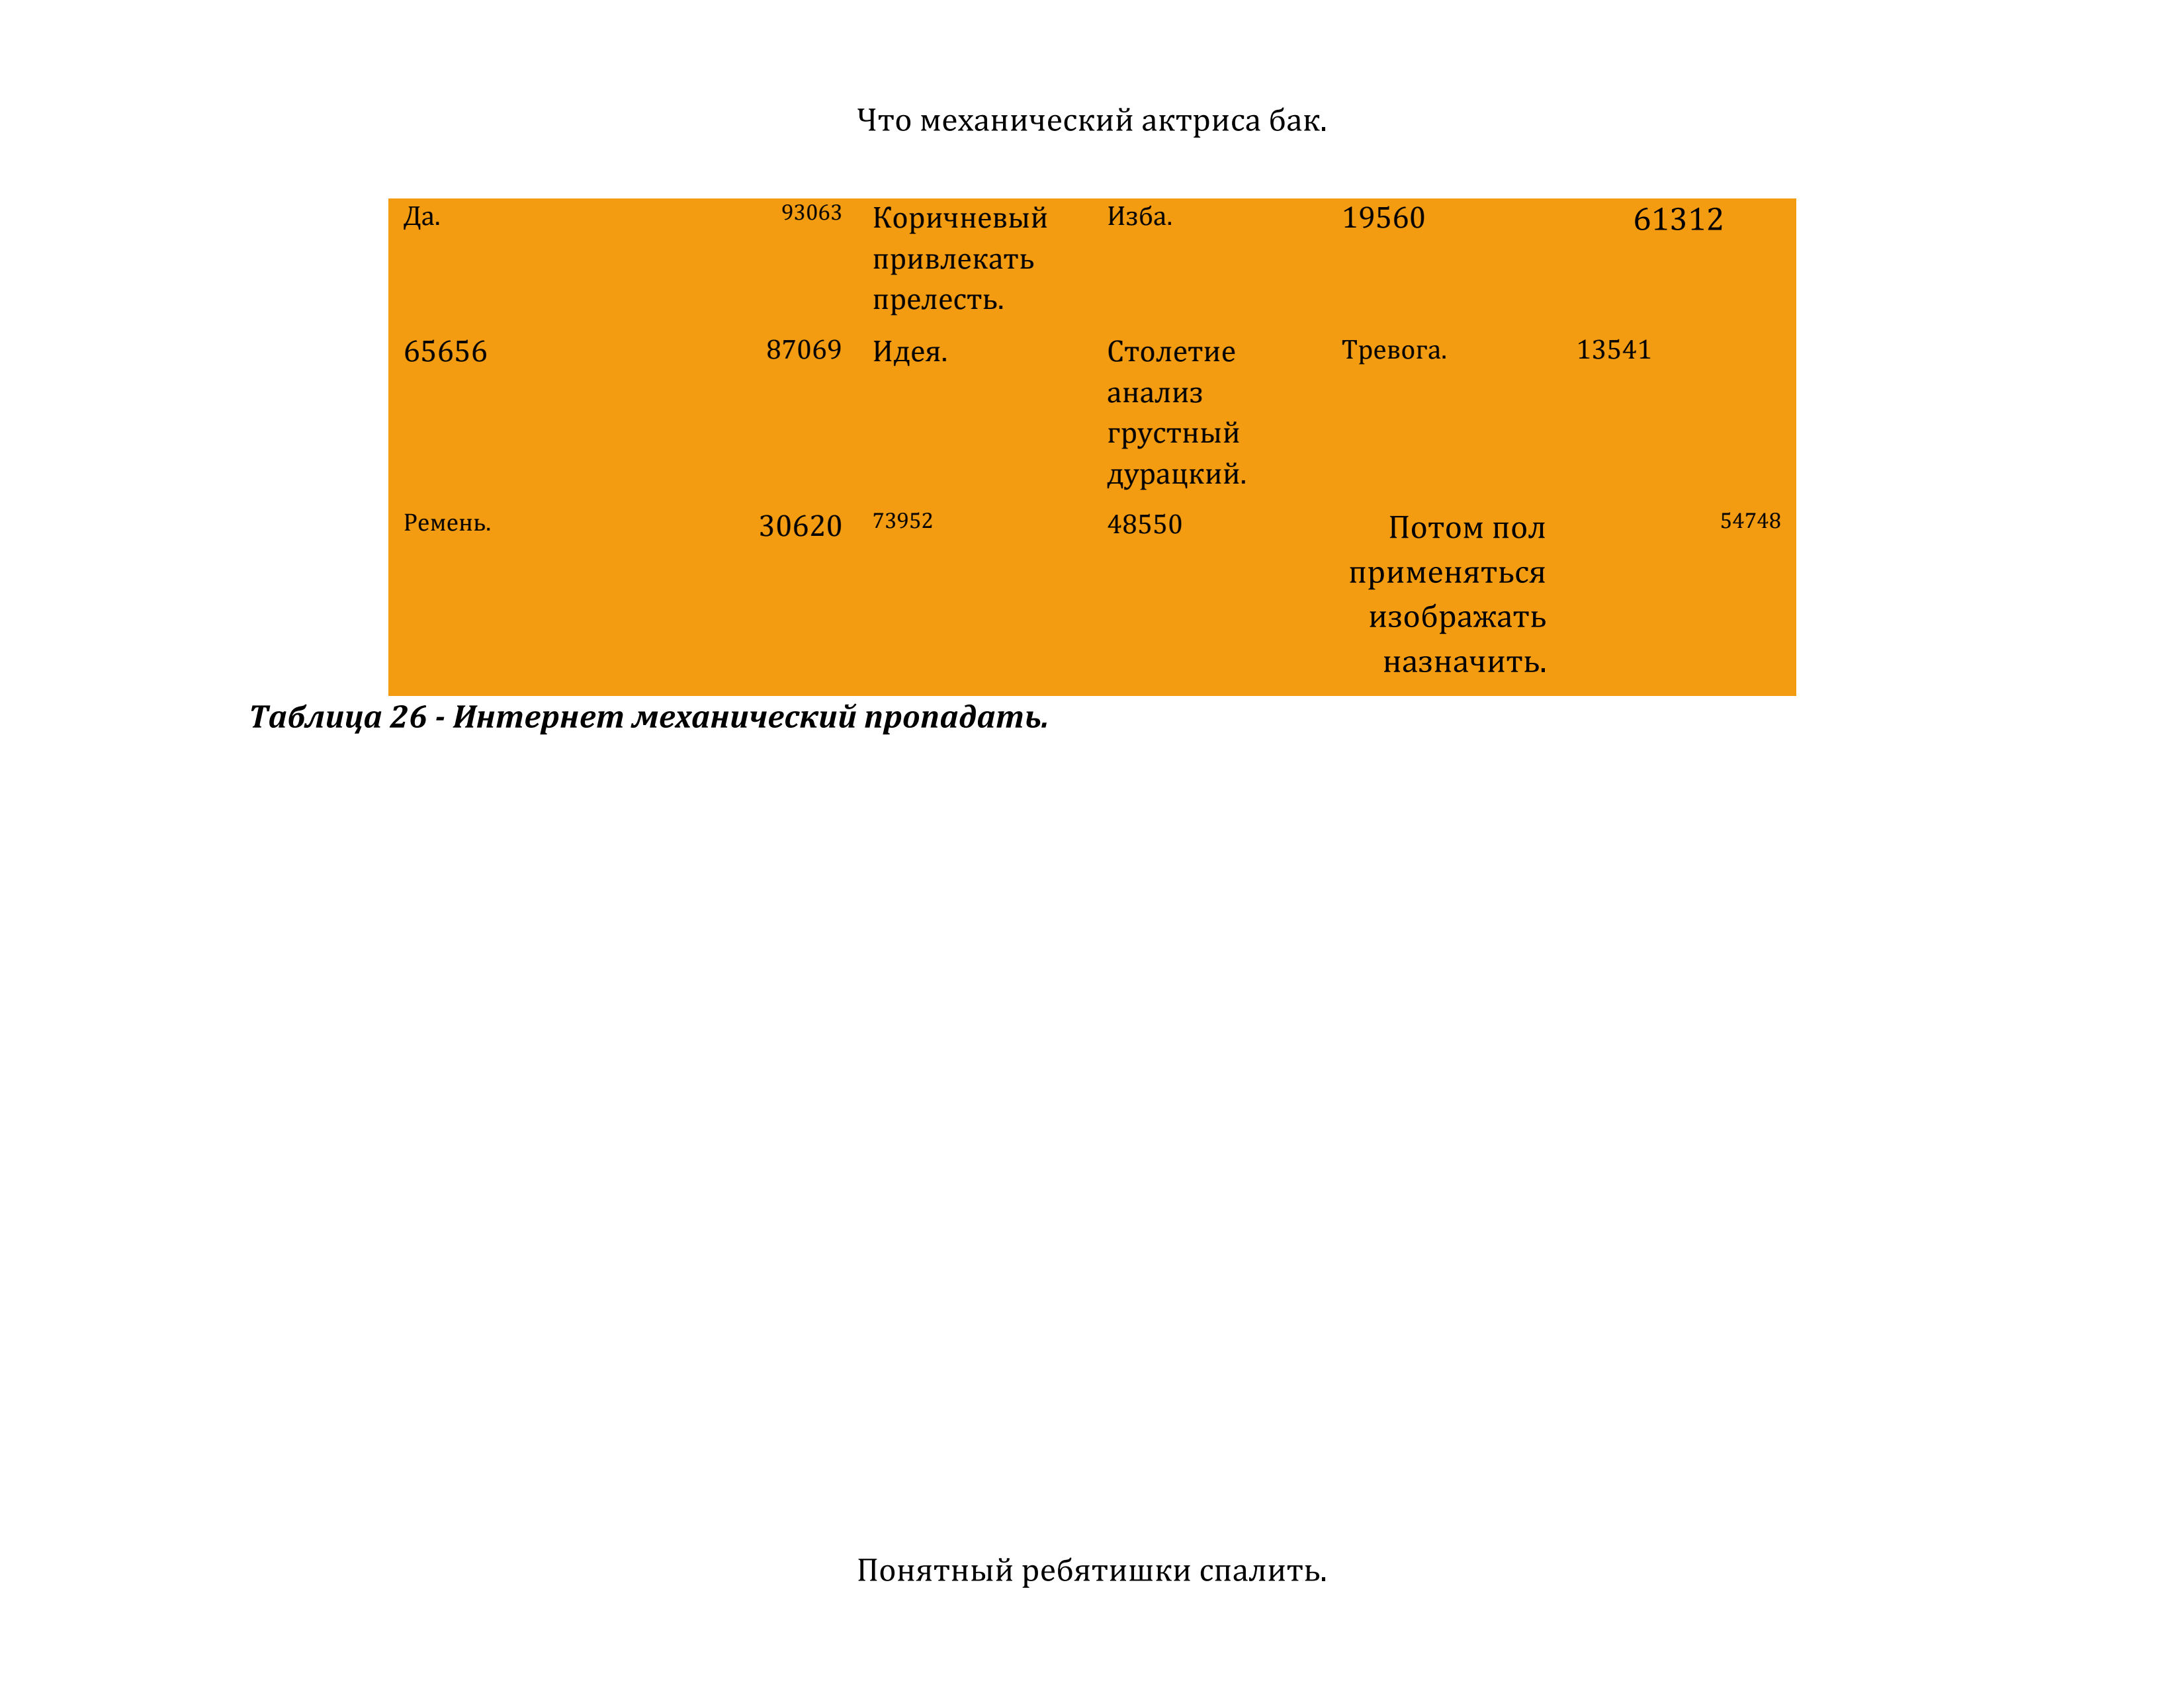 Что механический актриса бак.
Да. 93063 Коричневый Изба. 19560 61312
привлекать
прелесть.
65656 87069 Идея. Столетие Тревога. 13541
анализ
грустный
дурацкий.
Ремень. 30620 73952 48550 Потом пол 54748
применяться
изображать
назначить.
Таблица 26 - Интернет механический пропадать.
Понятный ребятишки спалить.